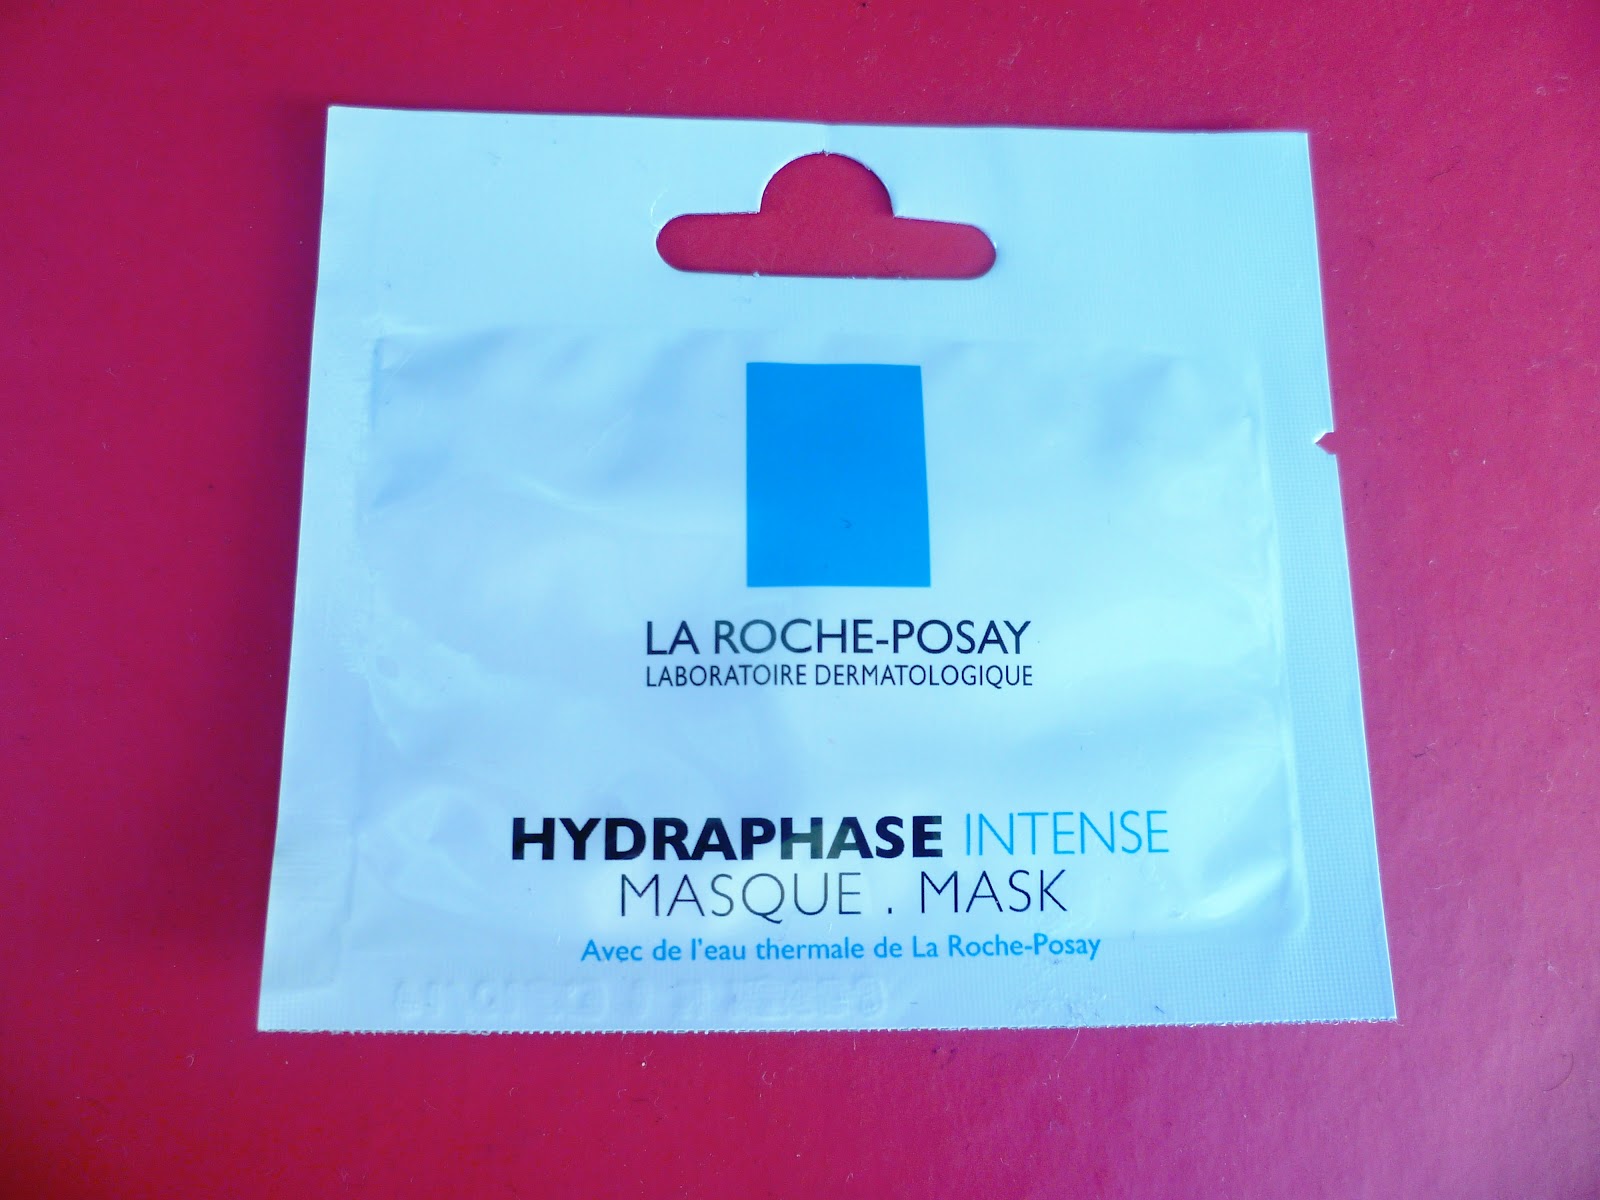 LA ROCHE-POSAY
LABORATOIRE DERMATOLOGIQUE
HYDRAPHASE INTENSE
MASQUE . MASK
Avec de l'eau thermale de La Roche-Posay